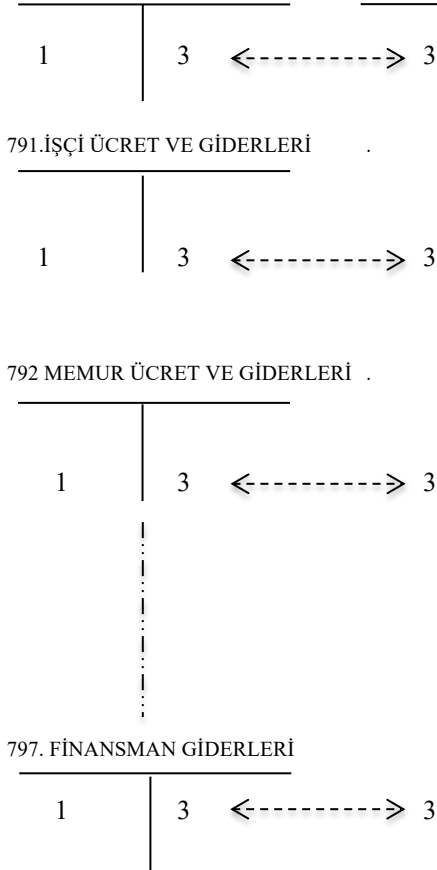 1 3 3
791.İŞÇİ ÜCRET VE GİDERLERİ .
1 3 3
792 MEMUR ÜCRET VE GİDERLERİ .
1 3 3
797. FİNANSMAN GİDERLERİ
1 3 3